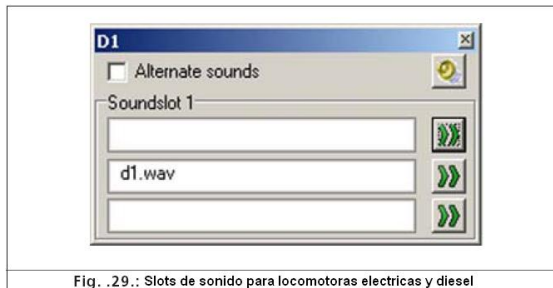 D1
Alternate sounds
Soundslot 1
d1.wav
Fig. .29.: Slots de sonido para locomotoras electricas y diesel